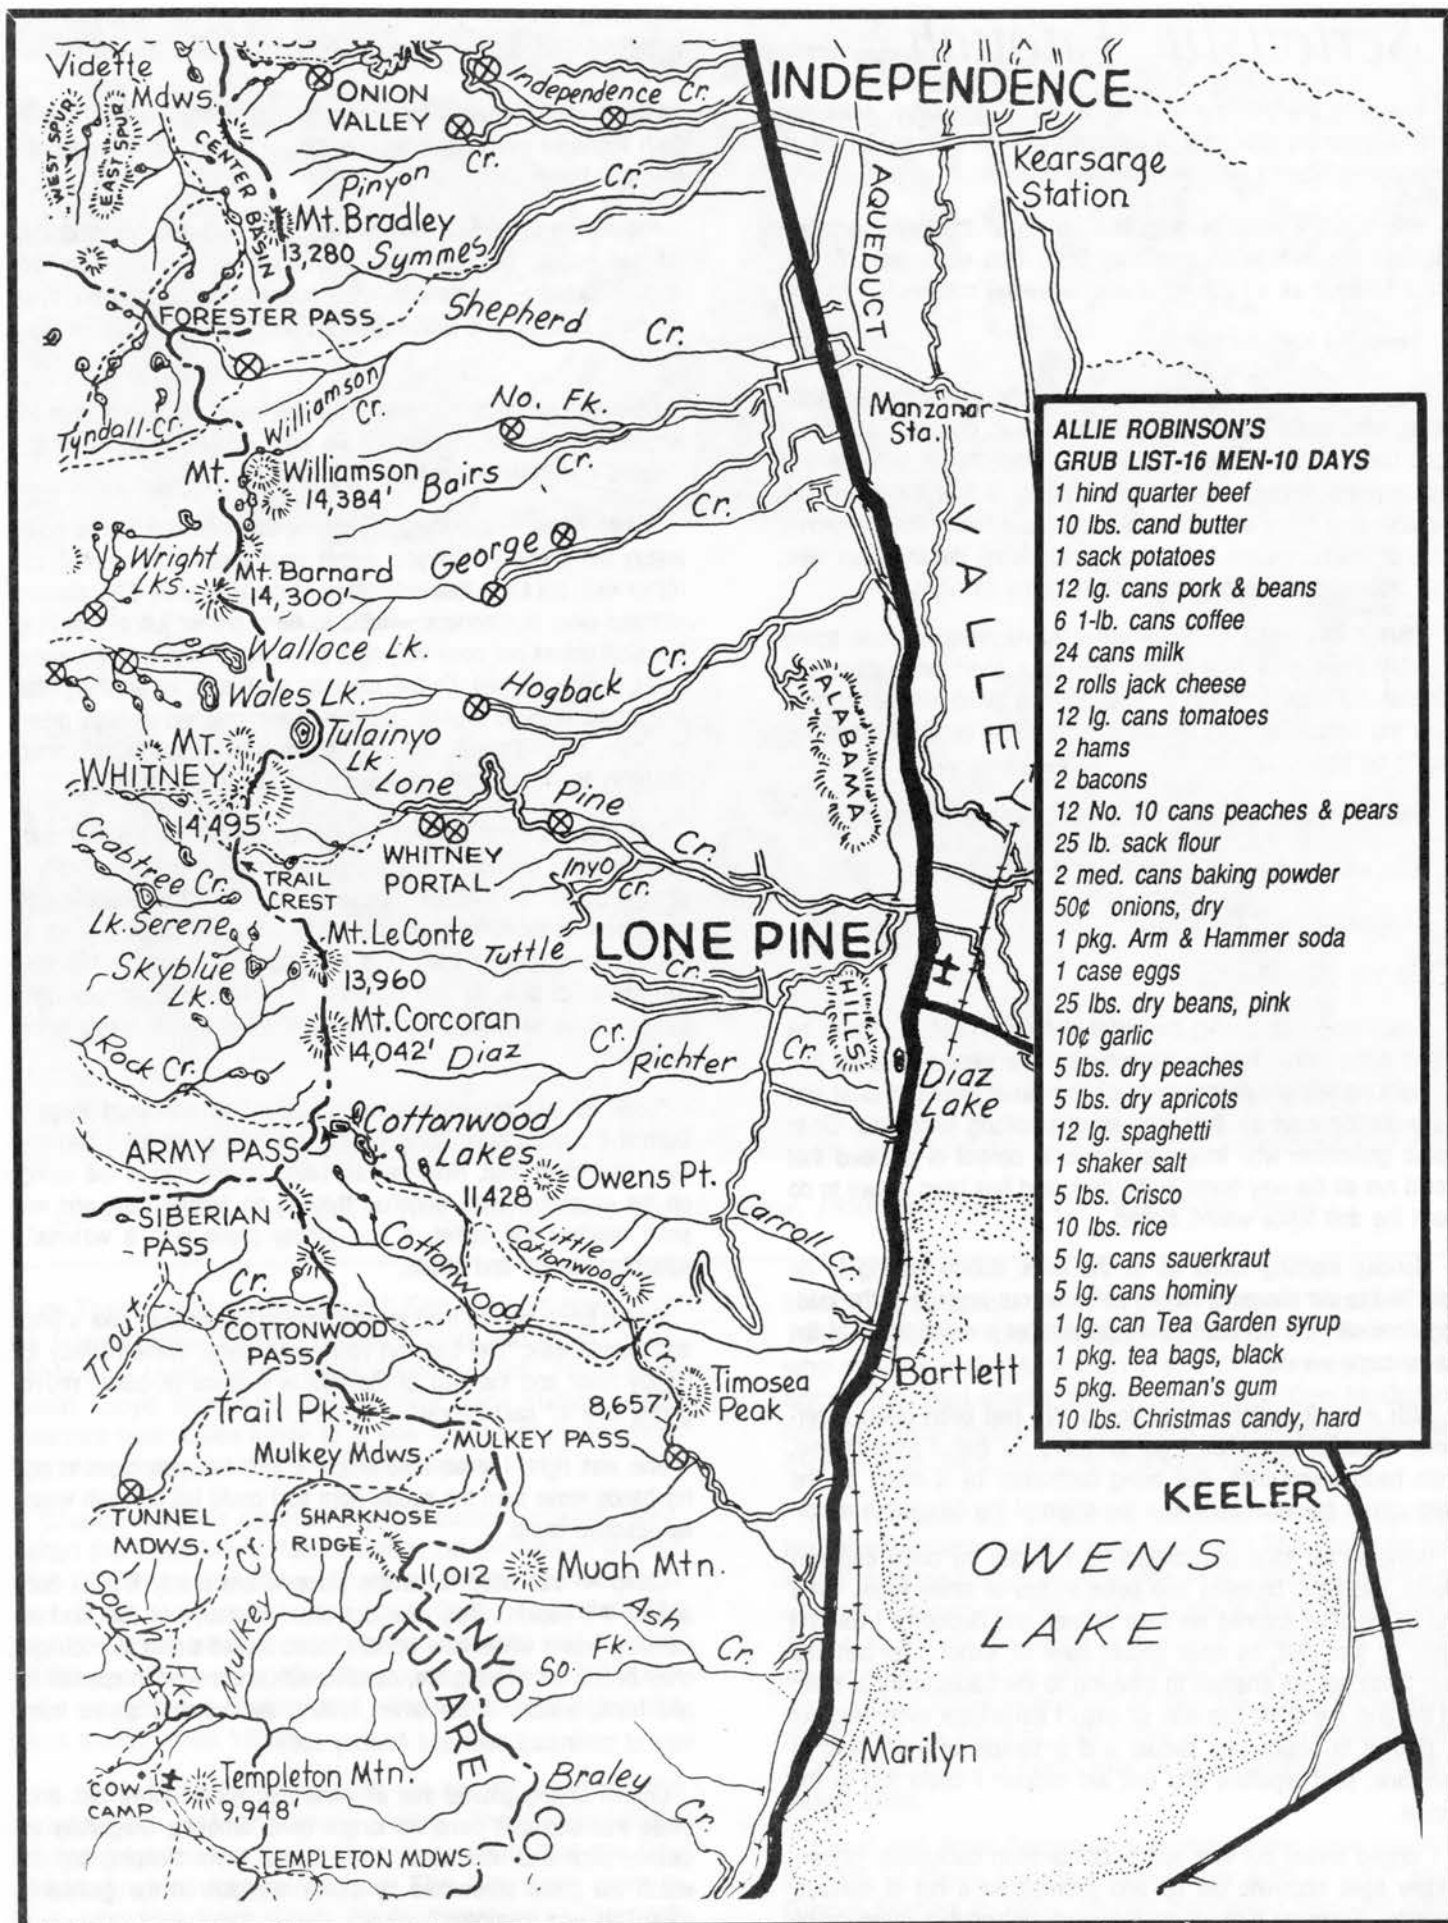 Vidette
Mdws.
WEST SPUR
EAST SPUR
CENTER BASIN
ONION
VALLEY
Independence Cr.
INDEPENDENCE
Kearsarge
Station
Pinyon Cr.
Mt. Bradley
13,280
Symmes Cr.
AQUEDUCT
FORESTER PASS
Shepherd Cr.
Williamson
Cr.
Tyndall Cr.
No. Fk.
Manzanar
Sta.
Mt. Williamson
14,384'
Bairs Cr.
George Cr.
VALLEY
Wright
Lks.
Mt. Barnard
14,300'
Wallace Lk.
Wales Lk.
Hogback Cr.
Tulainyo
Lk
MT.
WHITNEY
14,495'
Lone Pine Cr.
ALABAMA
HILLS
WHITNEY
PORTAL
Inyo
Cr.
Crabtree Cr.
TRAIL
CREST
Lk. Serene
Mt. LeConte
13,960
Tuttle Cr.
LONE PINE
Skyblue
Lk.
Mt. Corcoran
14,042'
Diaz Cr.
Richter Cr.
Rock Cr.
Diaz
Lake
Cottonwood
Lakes
ARMY PASS
11428
Owens Pt.
SIBERIAN
PASS
Cottonwood Cr.
Little
Cottonwood
Carroll Cr.
Trout Cr.
COTTONWOOD
PASS
Timosea
Peak
8,657
Bartlett
Trail Pk.
Mulkey Mdws.
MULKEY PASS
TUNNEL
MDWS.
SHARKNOSE
RIDGE
11,012
Muah Mtn.
KEELER
OWENS
LAKE
Mulkey Cr.
Ash Cr.
So. Fk
INYO CO.
TULARE
Marilyn
COW
CAMP
Templeton Mtn.
9,948'
Braley Cr.
TEMPLETON MDWS.
ALLIE ROBINSON'S
GRUB LIST-16 MEN-10 DAYS
1 hind quarter beef
10 lbs. cand butter
1 sack potatoes
12 lg. cans pork & beans
6 1-lb. cans coffee
24 cans milk
2 rolls jack cheese
12 lg. cans tomatoes
2 hams
2 bacons
12 No. 10 cans peaches & pears
25 lb. sack flour
2 med. cans baking powder
50¢ onions, dry
1 pkg. Arm & Hammer soda
1 case eggs
25 lbs. dry beans, pink
10¢ garlic
5 lbs. dry peaches
5 lbs. dry apricots
12 lg. spaghetti
1 shaker salt
5 lbs. Crisco
10 lbs. rice
5 lg. cans sauerkraut
5 lg. cans hominy
1 lg. can Tea Garden syrup
1 pkg. tea bags, black
5 pkg. Beeman's gum
10 lbs. Christmas candy, hard